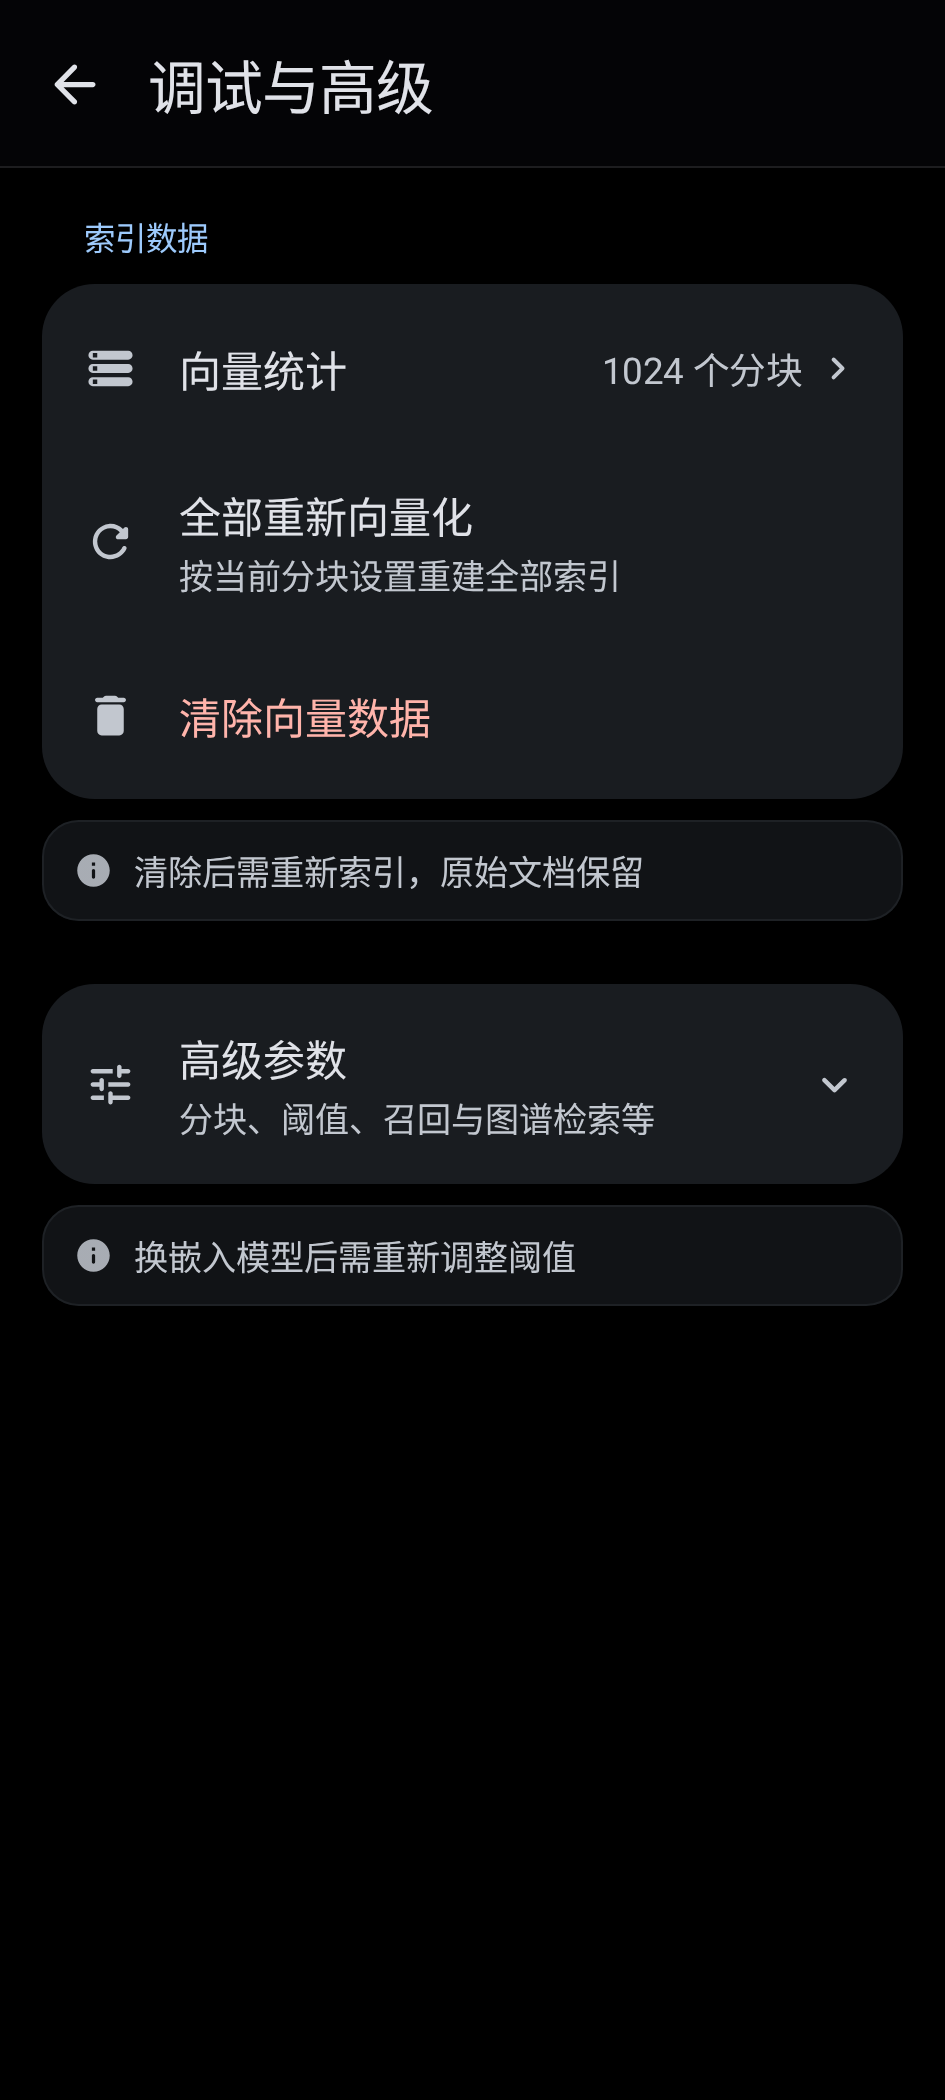 调试与高级
索引数据
向量统计 1024 个分块
全部重新向量化
按当前分块设置重建全部索引
清除向量数据
清除后需重新索引，原始文档保留
高级参数
分块、阈值、召回与图谱检索等
换嵌入模型后需重新调整阈值